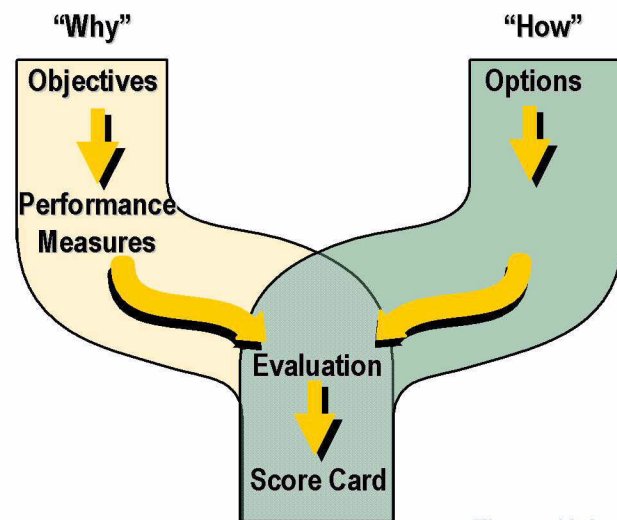 “Why”
“How”
Objectives
Options
Performance
Measures
Evaluation
Score Card